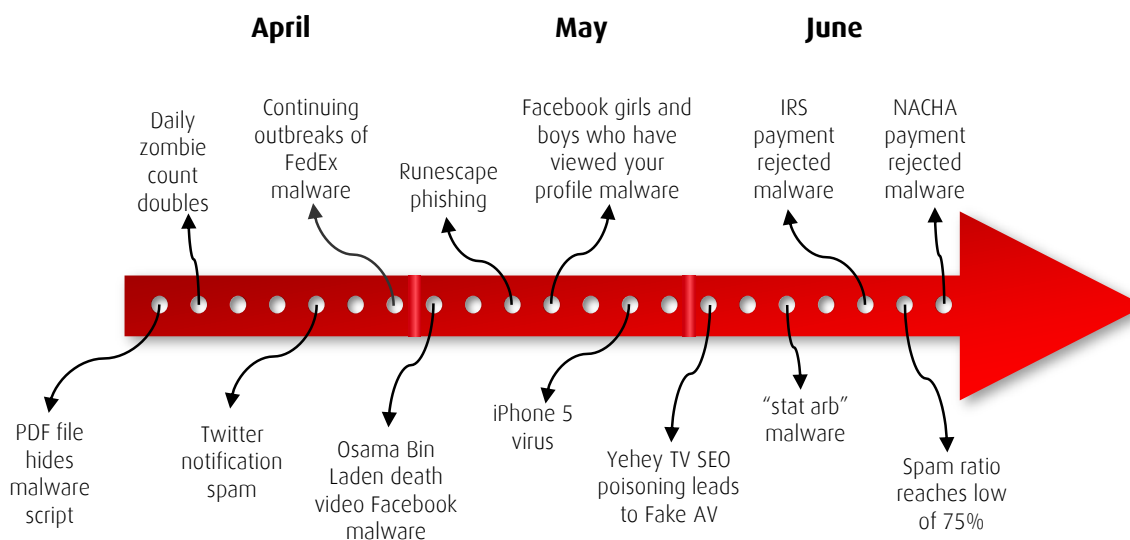 April
May
June
Daily
zombie
count
doubles
Continuing
outbreaks of
FedEx
malware
Runescape
phishing
Facebook girls and
boys who have
viewed your
profile malware
IRS
payment
rejected
malware
NACHA
payment
rejected
malware
PDF file
hides
malware
script
Twitter
notification
spam
Osama Bin
Laden death
video Facebook
malware
iPhone 5
virus
Yehey TV SEO
poisoning leads
to Fake AV
“stat arb”
malware
Spam ratio
reaches low
of 75%